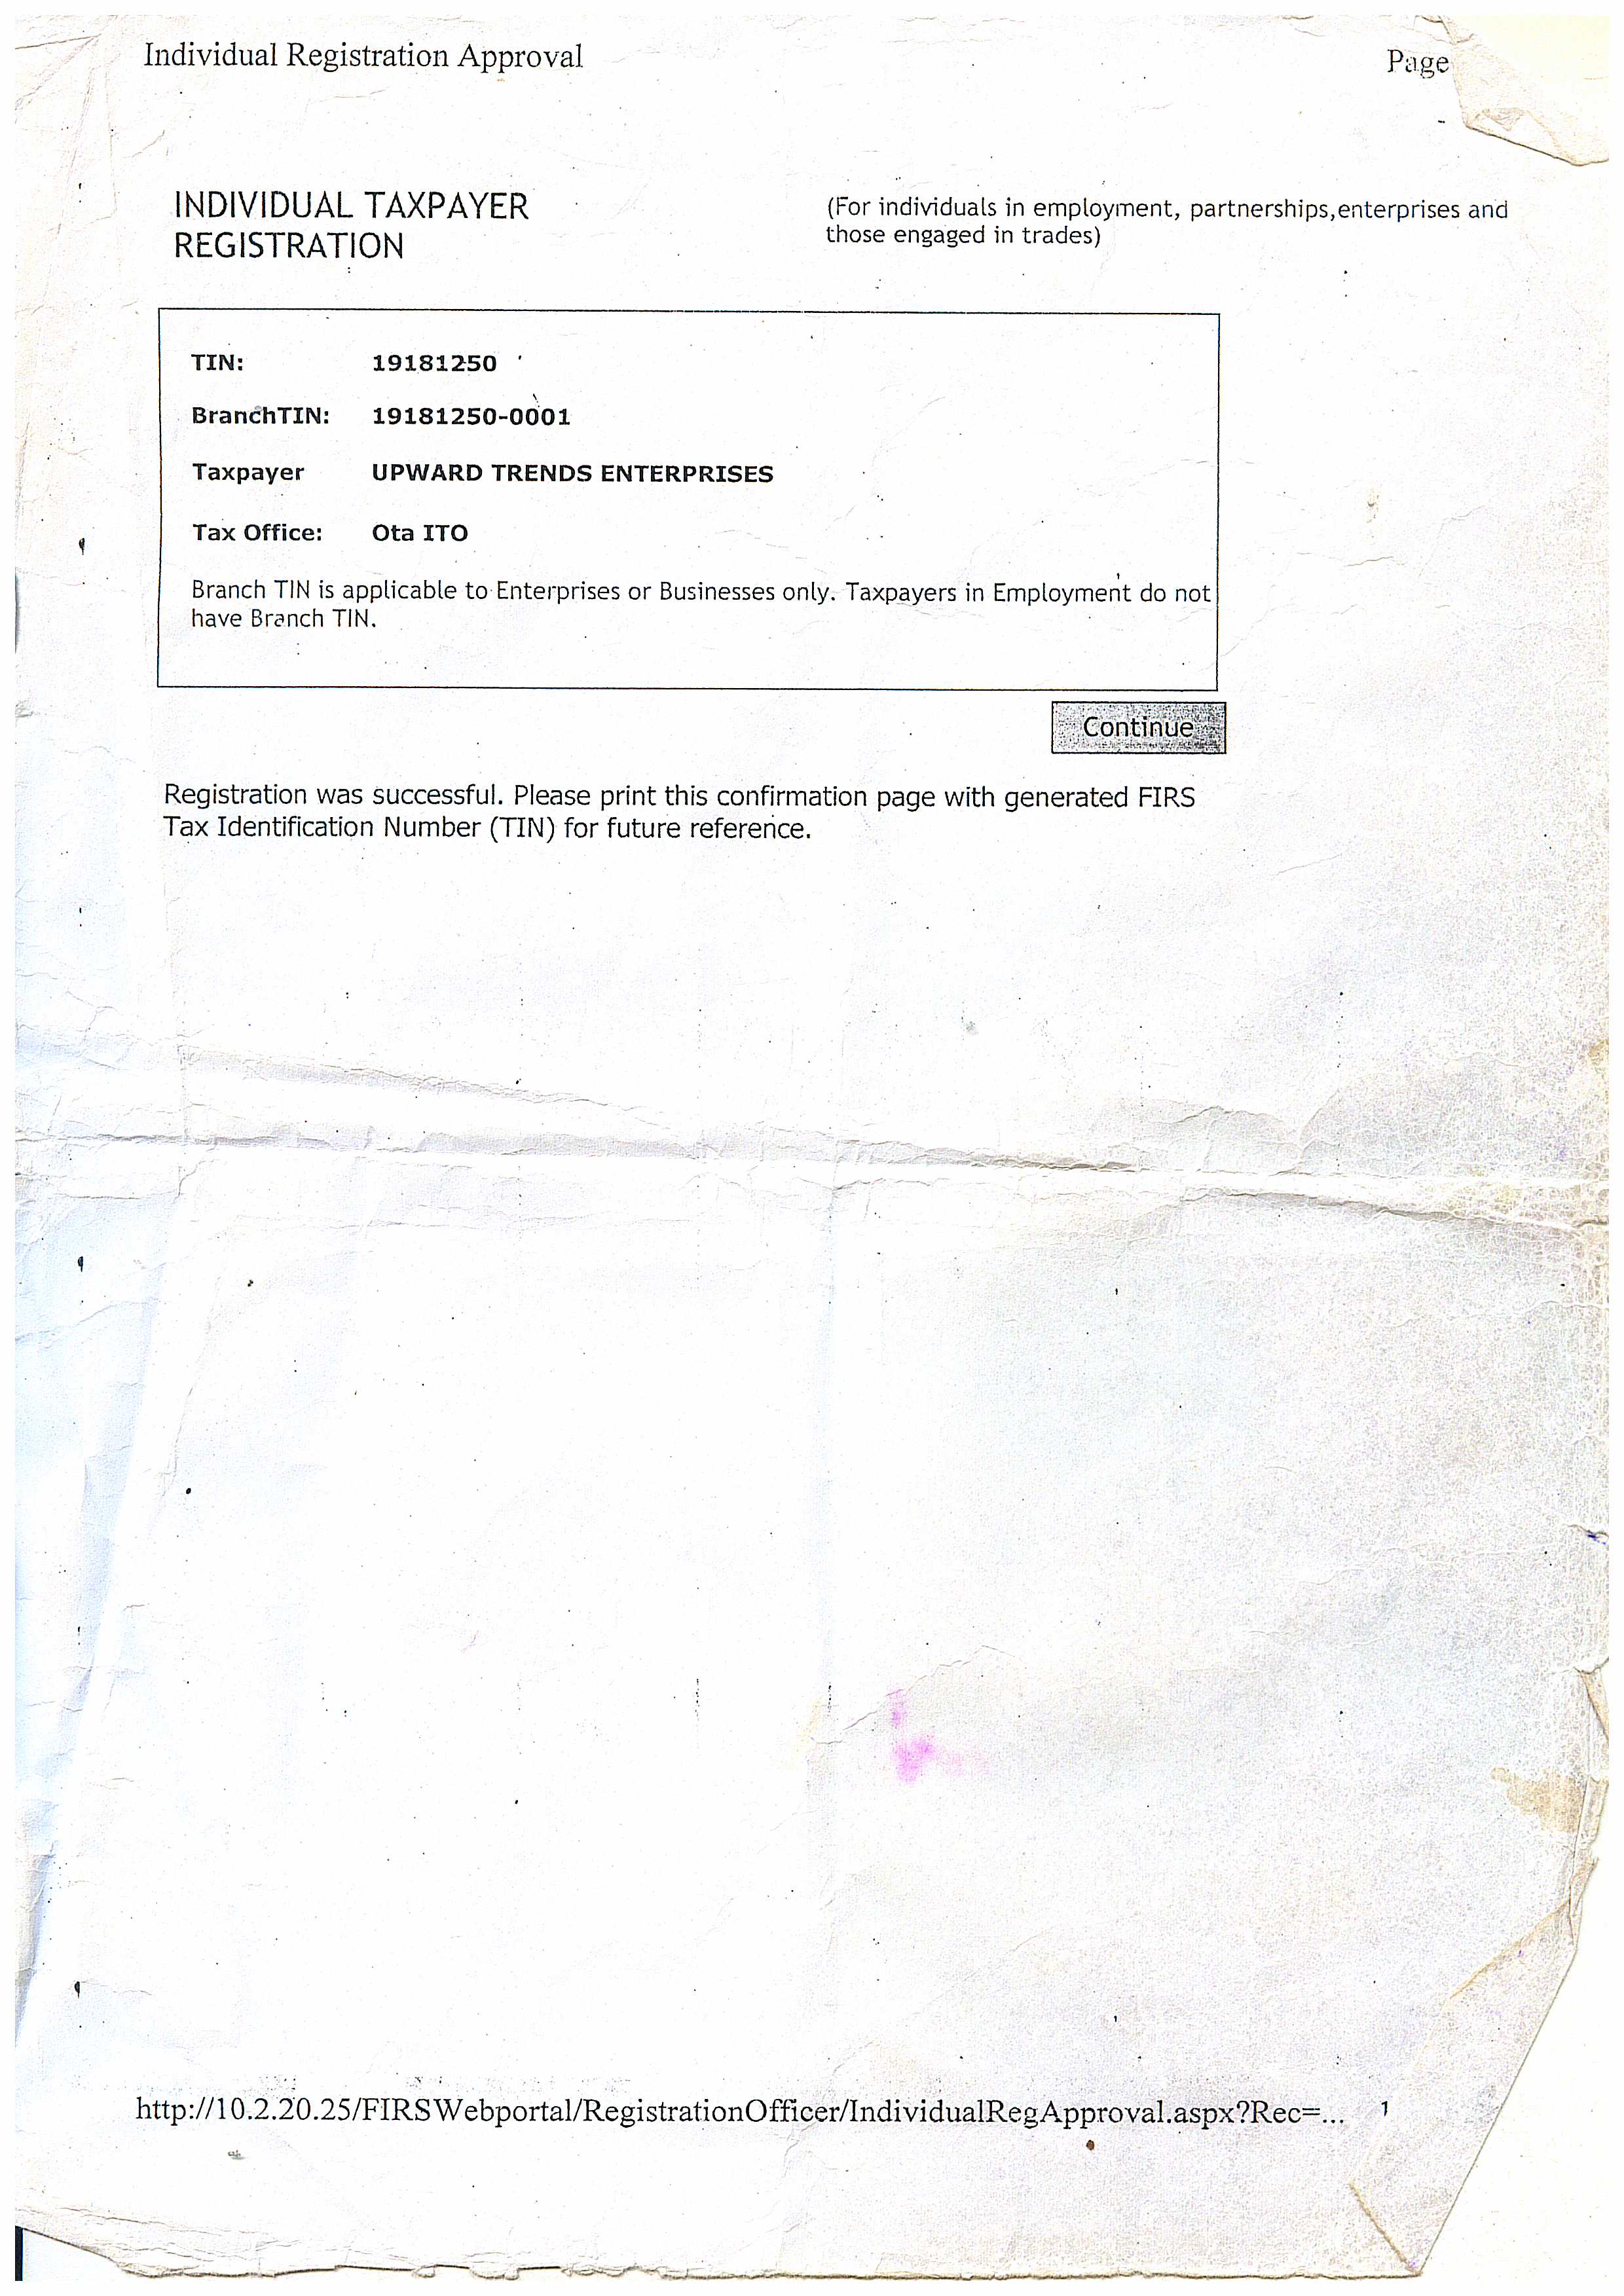 Individual Registration Approval
Page
INDIVIDUAL TAXPAYER
REGISTRATION
(For individuals in employment, partnerships,enterprises and
those engaged in trades)
TIN: 19181250
BranchTIN: 19181250-0001
Taxpayer UPWARD TRENDS ENTERPRISES
Tax Office: Ota ITO
Branch TIN is applicable to Enterprises or Businesses only. Taxpayers in Employment do not
have Branch TIN.
Continue
Registration was successful. Please print this confirmation page with generated FIRS
Tax Identification Number (TIN) for future reference.
http://10.2.20.25/FIRSWebportal/RegistrationOfficer/IndividualRegApproval.aspx?Rec=... 1